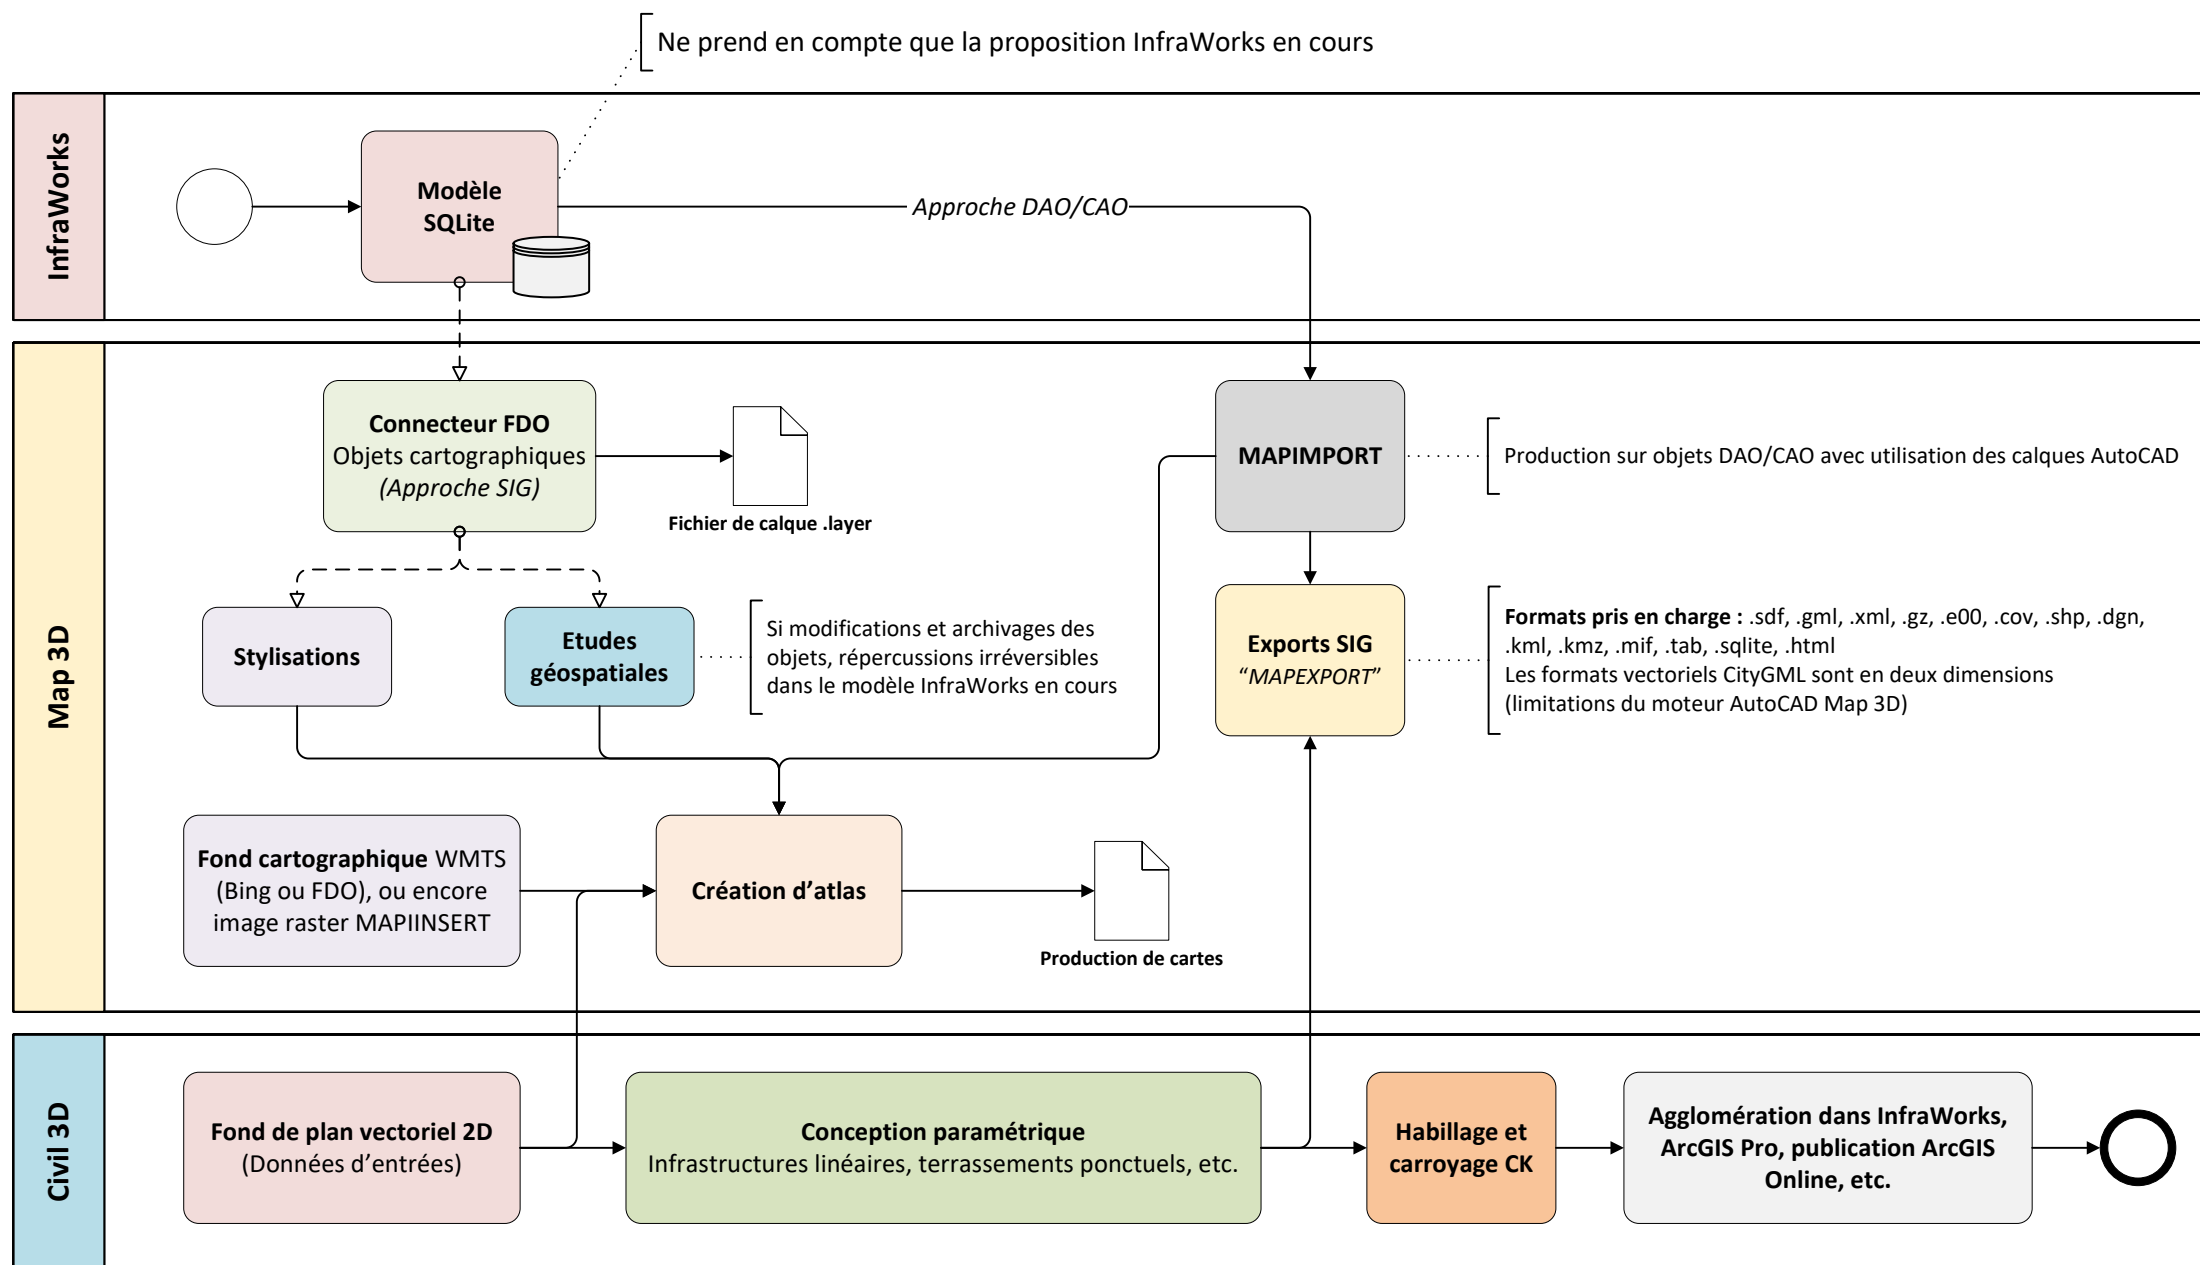 Ne prend en compte que la proposition InfraWorks en cours
InfraWorks
Modèle
SQLite
Approche DAO/CAO
Map 3D
Connecteur FDO
Objets cartographiques
(Approche SIG)
Fichier de calque .layer
MAPIMPORT
Production sur objets DAO/CAO avec utilisation des calques AutoCAD
Stylisations
Etudes
géospatiales
Si modifications et archivages des
objets, répercussions irréversibles
dans le modèle InfraWorks en cours
Exports SIG
“MAPEXPORT”
Formats pris en charge : .sdf, .gml, .xml, .gz, .e00, .cov, .shp, .dgn,
.kml, .kmz, .mif, .tab, .sqlite, .html
Les formats vectoriels CityGML sont en deux dimensions
(limitations du moteur AutoCAD Map 3D)
Fond cartographique WMTS
(Bing ou FDO), ou encore
image raster MAPIINSERT
Création d’atlas
Production de cartes
Civil 3D
Fond de plan vectoriel 2D
(Données d’entrées)
Conception paramétrique
Infrastructures linéaires, terrassements ponctuels, etc.
Habillage et
carroyage CK
Agglomération dans InfraWorks,
ArcGIS Pro, publication ArcGIS
Online, etc.